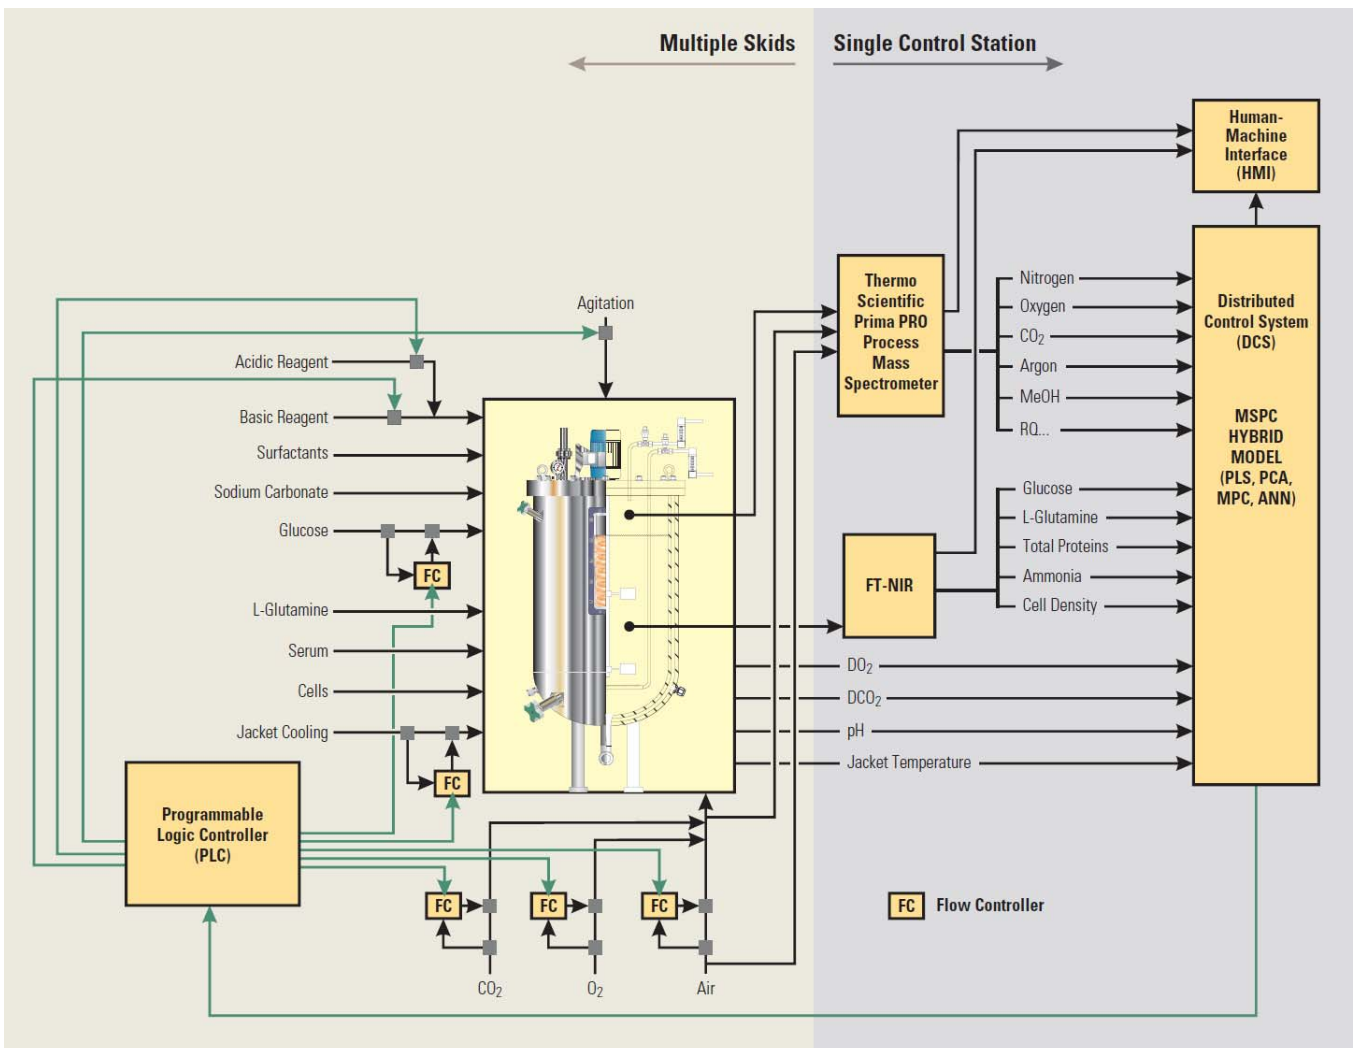 Multiple Skids
Single Control Station
Human-
Machine
Interface
(HMI)
Thermo
Scientific
Prima PRO
Process
Mass
Spectrometer
Nitrogen
Oxygen
CO₂
Argon
MeOH
RQ...
Distributed
Control System
(DCS)
MSPC
HYBRID
MODEL
(PLS, PCA,
MPC, ANN)
Agitation
Acidic Reagent
Basic Reagent
Surfactants
Sodium Carbonate
Glucose
FC
L-Glutamine
Serum
Cells
Jacket Cooling
FC
FT-NIR
Glucose
L-Glutamine
Total Proteins
Ammonia
Cell Density
DO₂
DCO₂
pH
Jacket Temperature
Programmable
Logic Controller
(PLC)
FC
FC
FC
CO₂
O₂
Air
FC Flow Controller